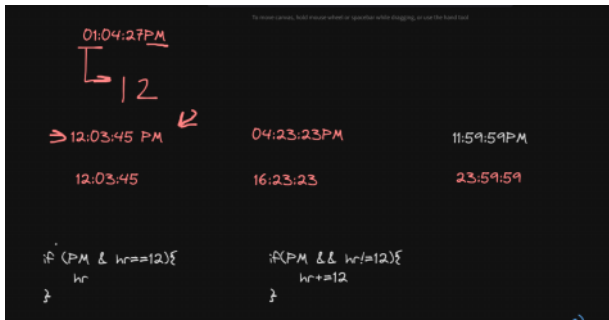 To move canvas, hold mouse wheel or spacebar while dragging, or use the hand tool
01:04:27PM
12
12:03:45 PM
04:23:23PM
11:59:59PM
12:03:45
16:23:23
23:59:59
if (PM & hr==12){
hr
}
if(PM && hr!=12){
hr+=12
}